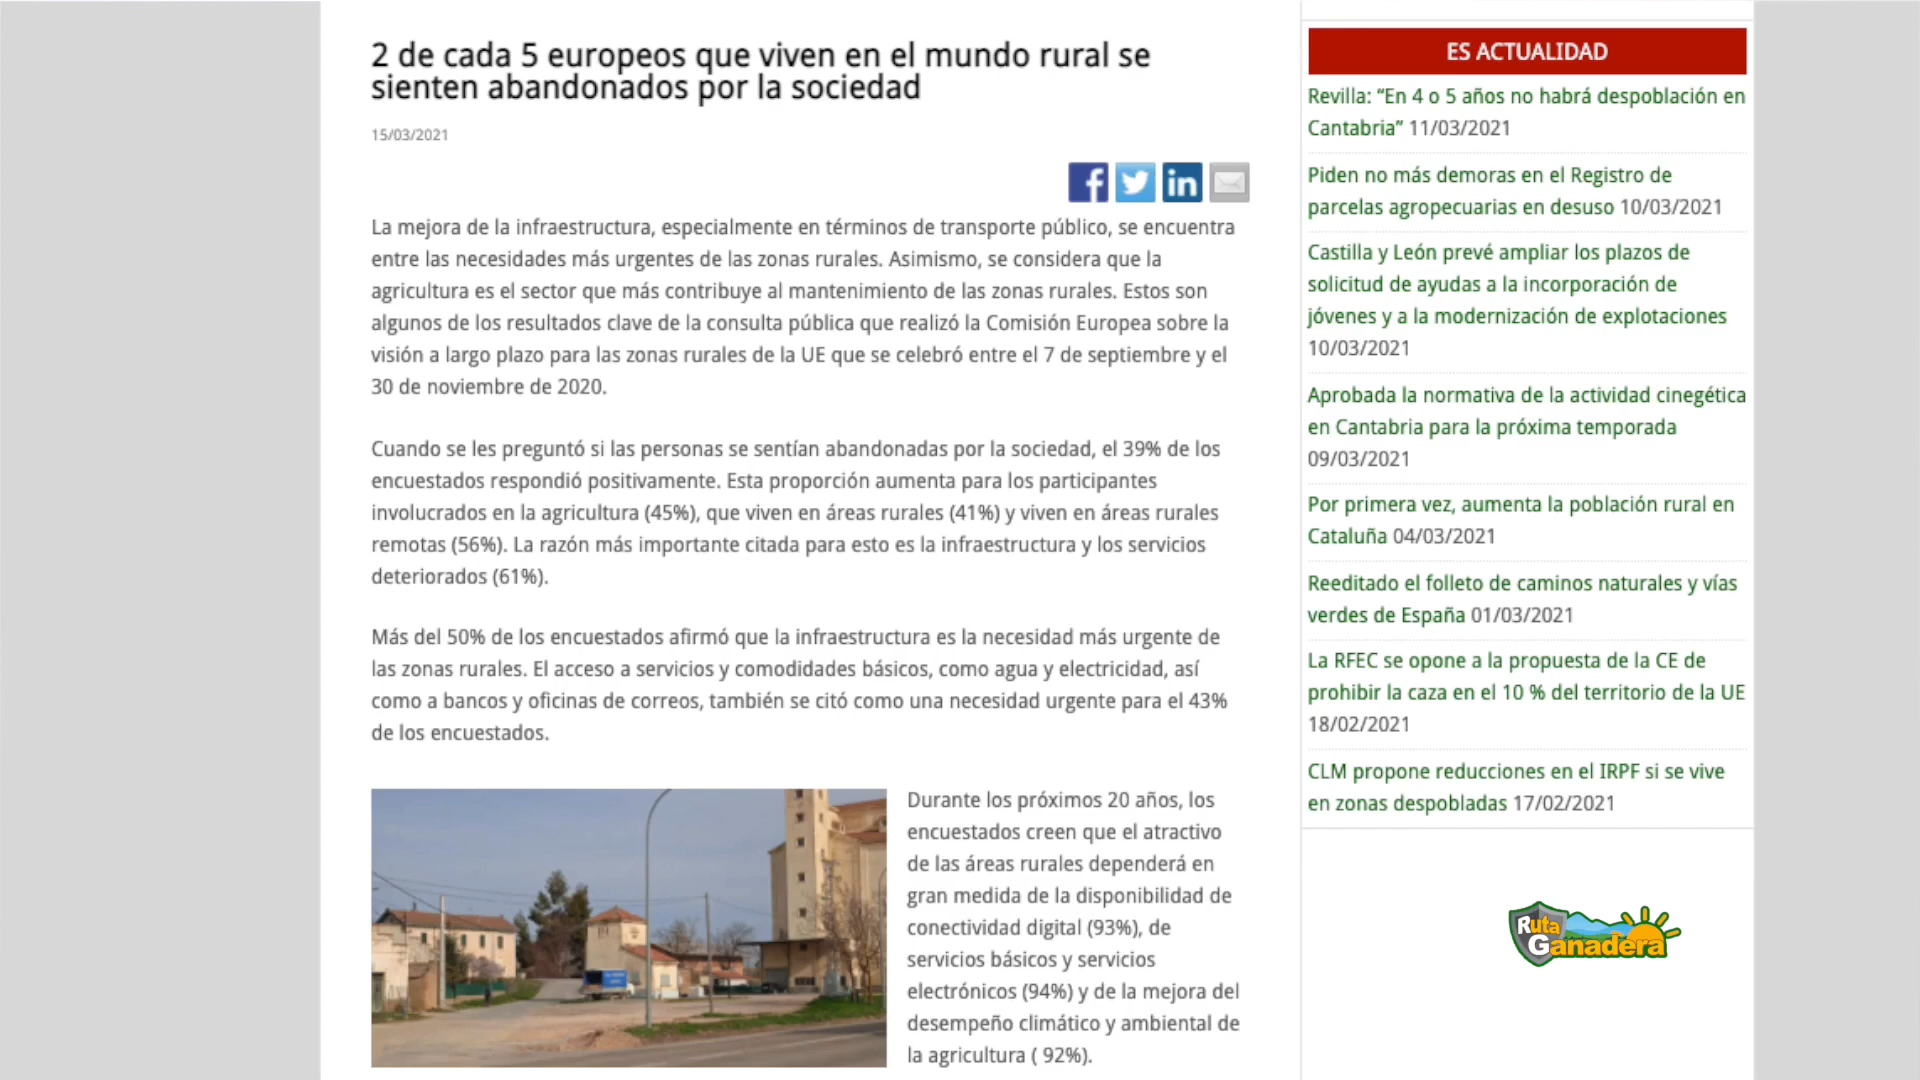 2 de cada 5 europeos que viven en el mundo rural se
sienten abandonados por la sociedad
15/03/2021
La mejora de la infraestructura, especialmente en términos de transporte público, se encuentra
entre las necesidades más urgentes de las zonas rurales. Asimismo, se considera que la
agricultura es el sector que más contribuye al mantenimiento de las zonas rurales. Estos son
algunos de los resultados clave de la consulta pública que realizó la Comisión Europea sobre la
visión a largo plazo para las zonas rurales de la UE que se celebró entre el 7 de septiembre y el
30 de noviembre de 2020.
Cuando se les preguntó si las personas se sentían abandonadas por la sociedad, el 39% de los
encuestados respondió positivamente. Esta proporción aumenta para los participantes
involucrados en la agricultura (45%), que viven en áreas rurales (41%) y viven en áreas rurales
remotas (56%). La razón más importante citada para esto es la infraestructura y los servicios
deteriorados (61%).
Más del 50% de los encuestados afirmó que la infraestructura es la necesidad más urgente de
las zonas rurales. El acceso a servicios y comodidades básicos, como agua y electricidad, así
como a bancos y oficinas de correos, también se citó como una necesidad urgente para el 43%
de los encuestados.
Durante los próximos 20 años, los
encuestados creen que el atractivo
de las áreas rurales dependerá en
gran medida de la disponibilidad de
conectividad digital (93%), de
servicios básicos y servicios
electrónicos (94%) y de la mejora del
desempeño climático y ambiental de
la agricultura ( 92%).
ES ACTUALIDAD
Revilla: “En 4 o 5 años no habrá despoblación en
Cantabria” 11/03/2021
Piden no más demoras en el Registro de
parcelas agropecuarias en desuso 10/03/2021
Castilla y León prevé ampliar los plazos de
solicitud de ayudas a la incorporación de
jóvenes y a la modernización de explotaciones
10/03/2021
Aprobada la normativa de la actividad cinegética
en Cantabria para la próxima temporada
09/03/2021
Por primera vez, aumenta la población rural en
Cataluña 04/03/2021
Reeditado el folleto de caminos naturales y vías
verdes de España 01/03/2021
La RFEC se opone a la propuesta de la CE de
prohibir la caza en el 10 % del territorio de la UE
18/02/2021
CLM propone reducciones en el IRPF si se vive
en zonas despobladas 17/02/2021
Ruta
Ganadera